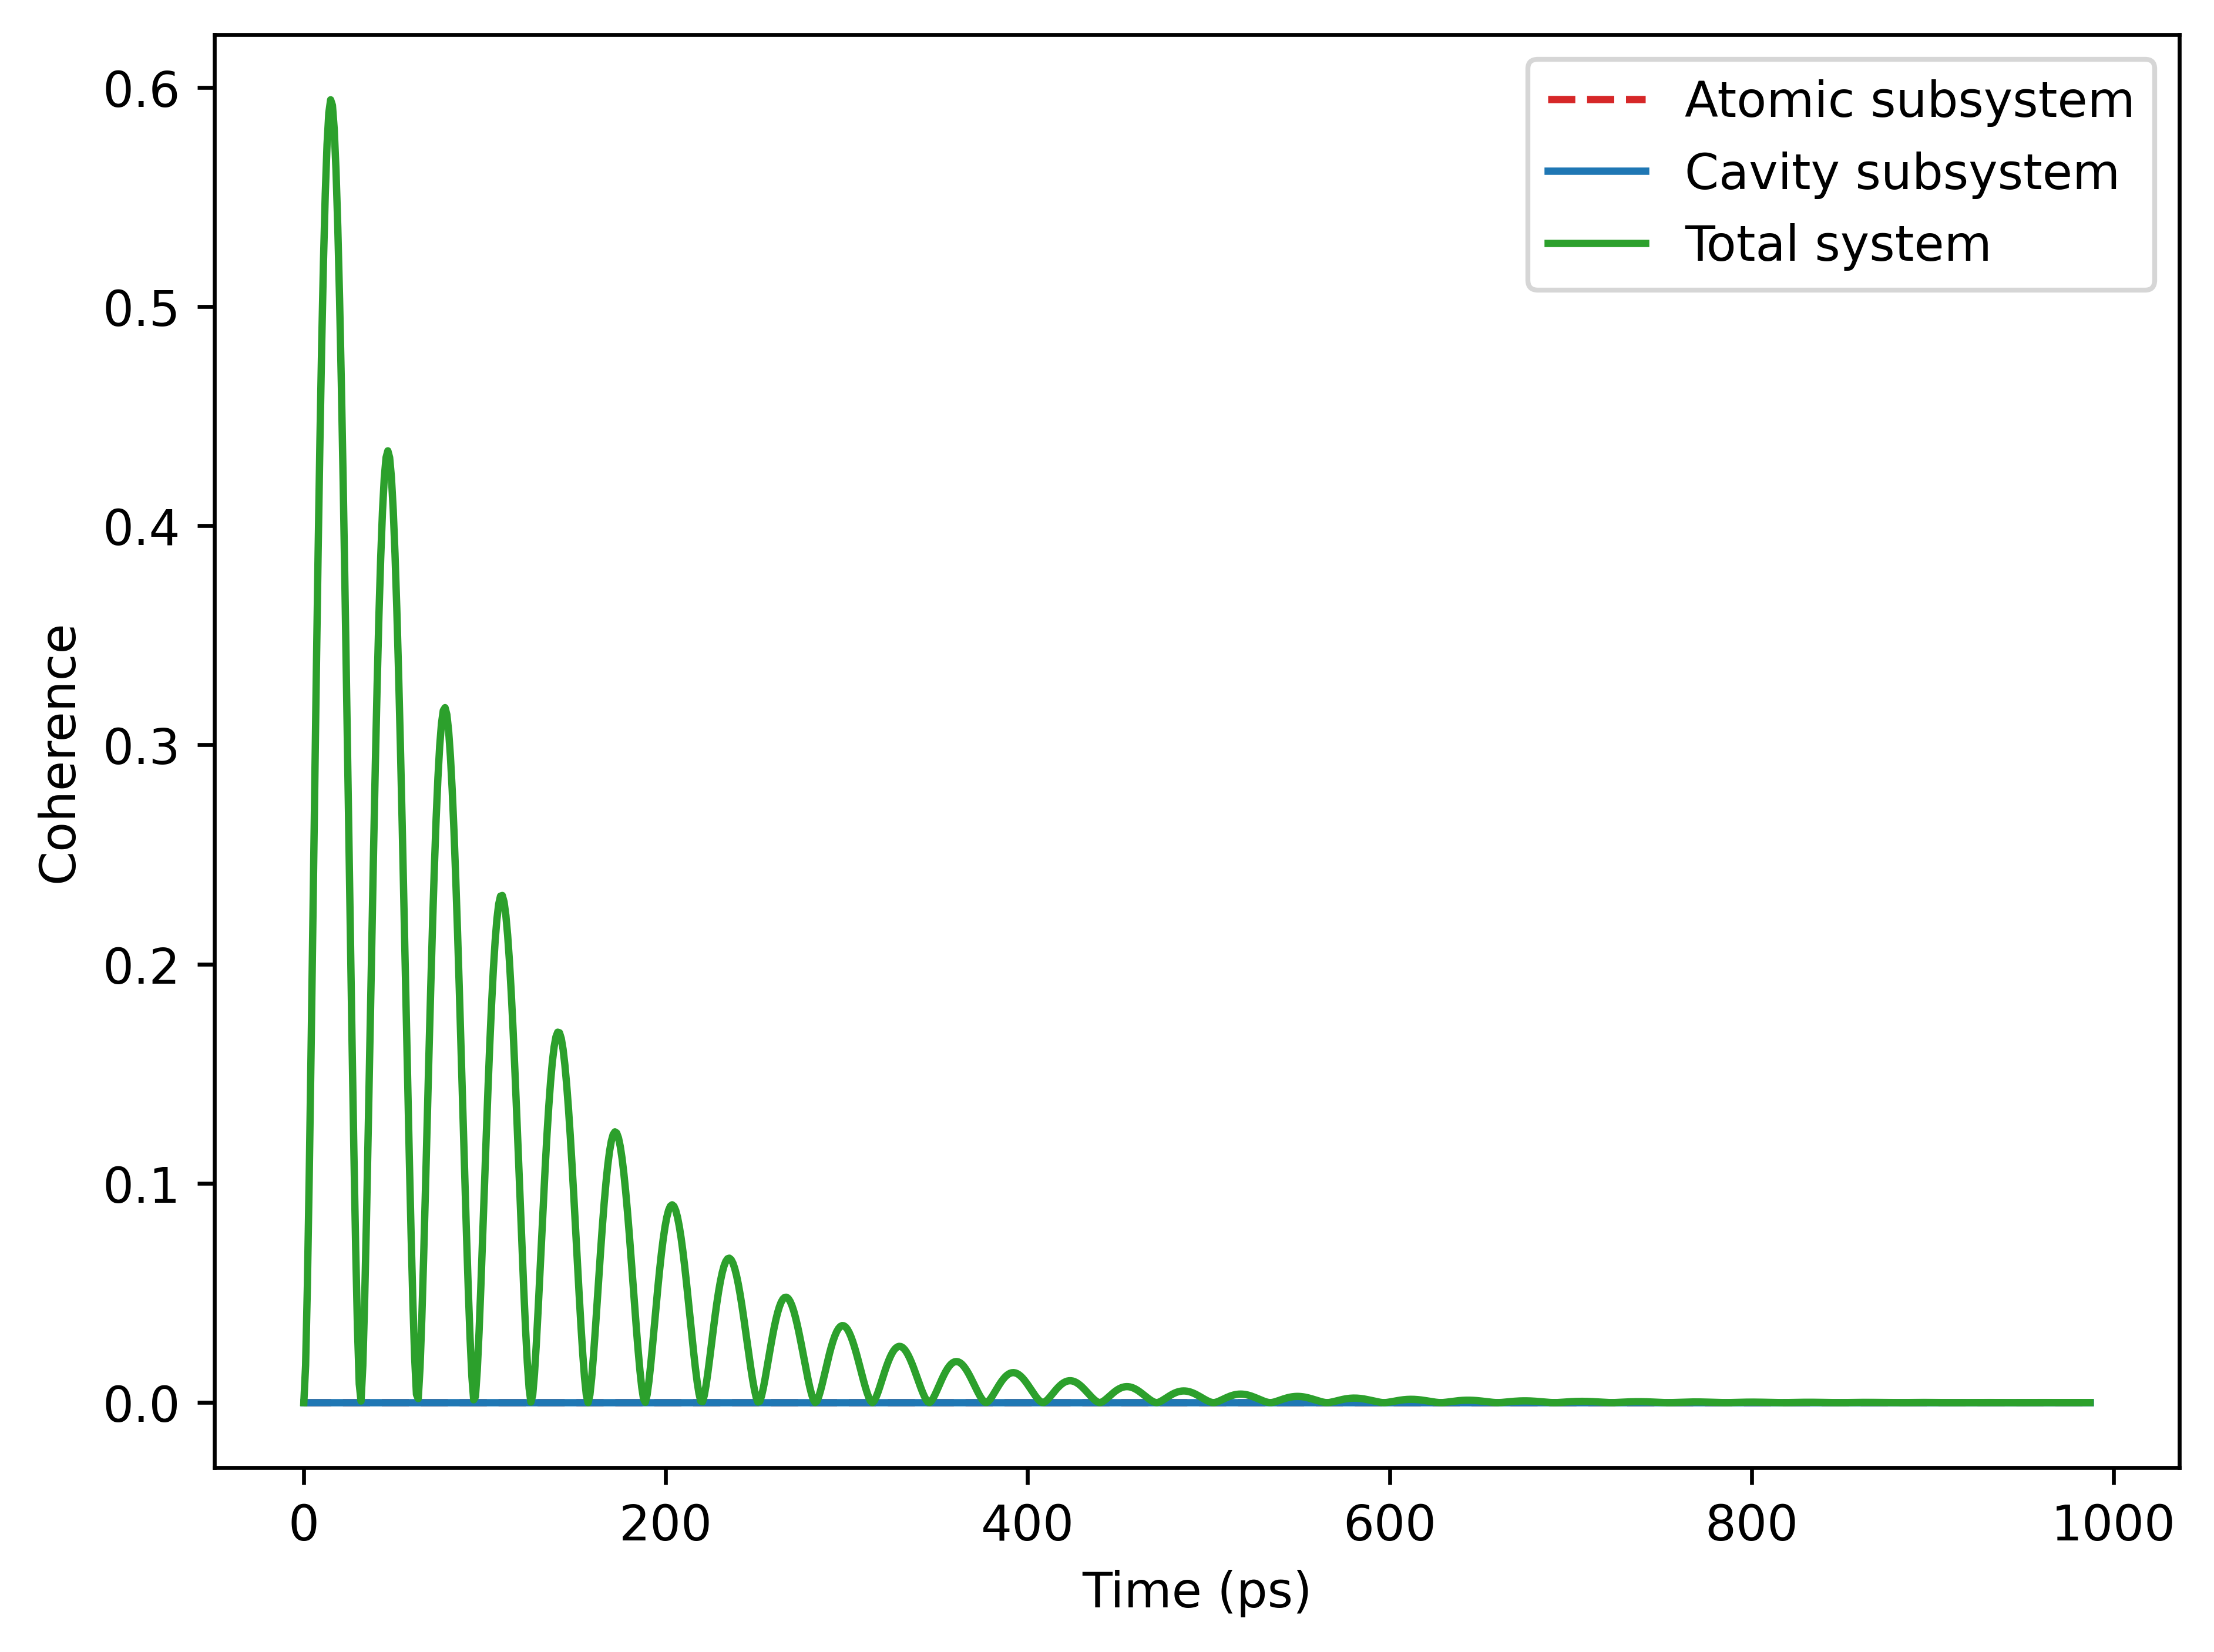 0.6
0.5
0.4
0.3
0.2
0.1
0.0
Coherence
Atomic subsystem
Cavity subsystem
Total system
0 200 400 600 800 1000
Time (ps)